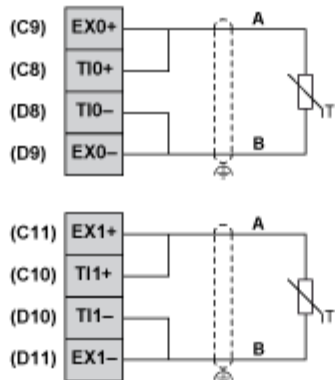 (C9) EX0+ A
(C8) TI0+
(D8) TI0– T
(D9) EX0– B
(C11) EX1+ A
(C10) TI1+
(D10) TI1– T
(D11) EX1– B